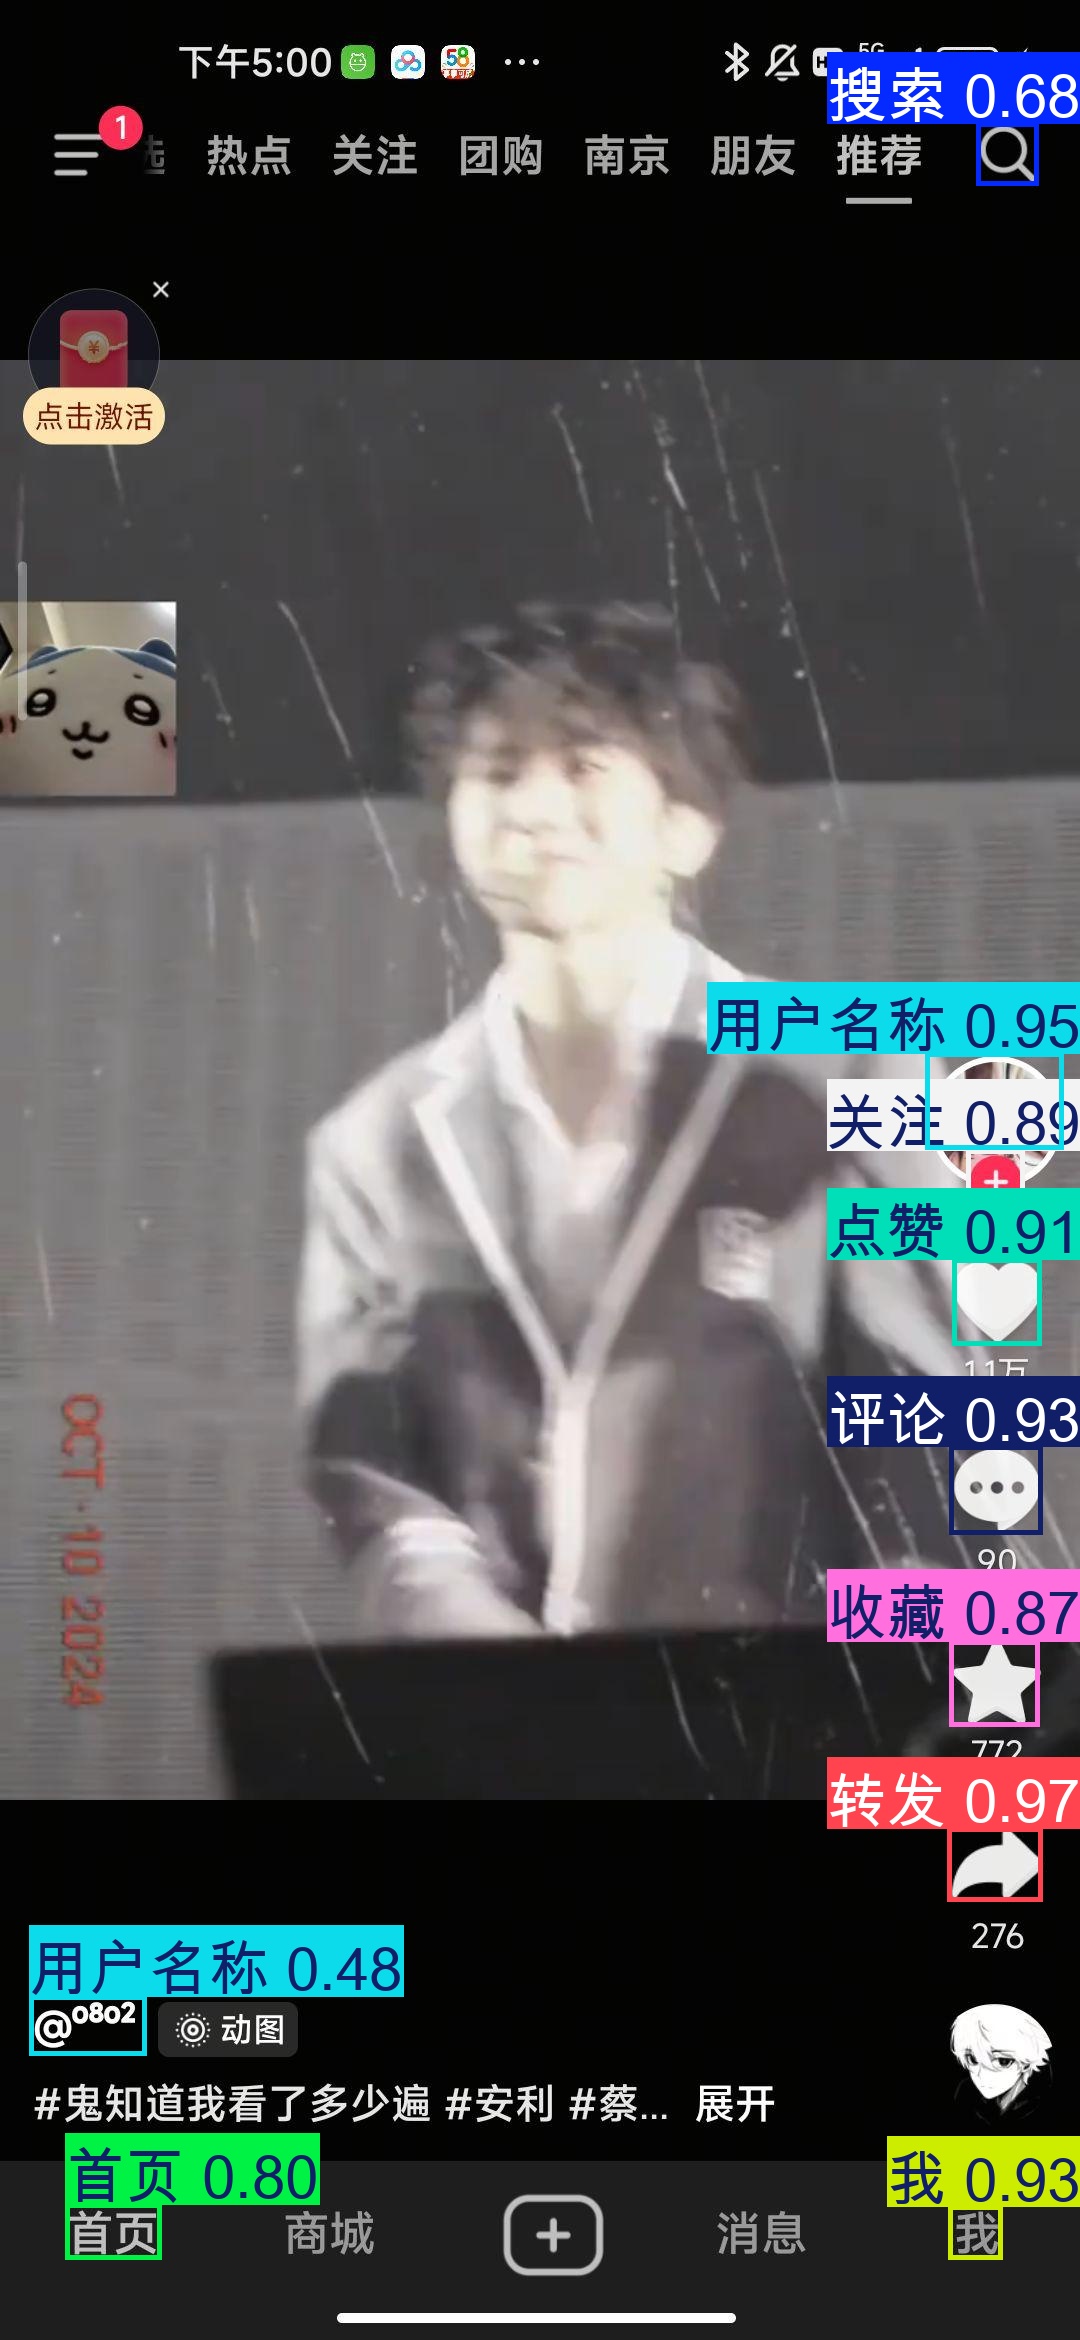 下午5:00 58 ··· 5G
搜索 0.68
1 热点 关注 团购 南京 朋友 推荐
点击激活
用户名称 0.95
关注 0.89
点赞 0.91
评论 0.93
90
收藏 0.87
772
转发 0.97
276
OCT·10 2024
用户名称 0.48
@0802 动图
#鬼知道我看了多少遍 #安利 #蔡... 展开
首页 0.80
我 0.93
首页 商城 消息 我